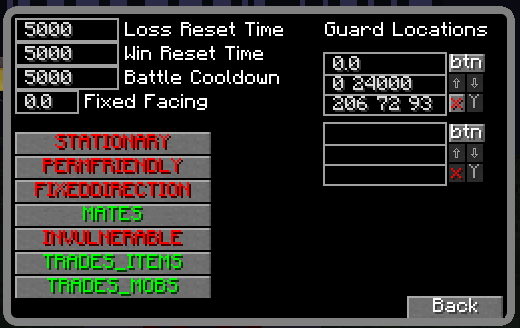 5000 Loss Reset Time
5000 Win Reset Time
5000 Battle Cooldown
0.0 Fixed Facing
STATIONARY
PERMFRIENDLY
FIXEDDIRECTION
MATES
INVULNERABLE
TRADES_ITEMS
TRADES_MOBS
Guard Locations
0.0 btn
0 24000 ↑ ↓
206 72 93 X Y
btn
↑ ↓
X Y
Back